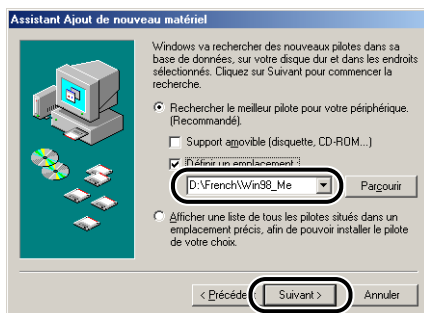 Assistant Ajout de nouveau matériel
Windows va rechercher des nouveaux pilotes dans sa
base de données, sur votre disque dur et dans les endroits
sélectionnés. Cliquez sur Suivant pour commencer la
recherche.
Rechercher le meilleur pilote pour votre périphérique.
(Recommandé).
Support amovible (disquette, CD-ROM...)
Définir un emplacement :
D:\French\Win98_Me
Parcourir
Afficher une liste de tous les pilotes situés dans un
emplacement précis, afin de pouvoir installer le pilote
de votre choix.
< Précéde
Suivant >
Annuler